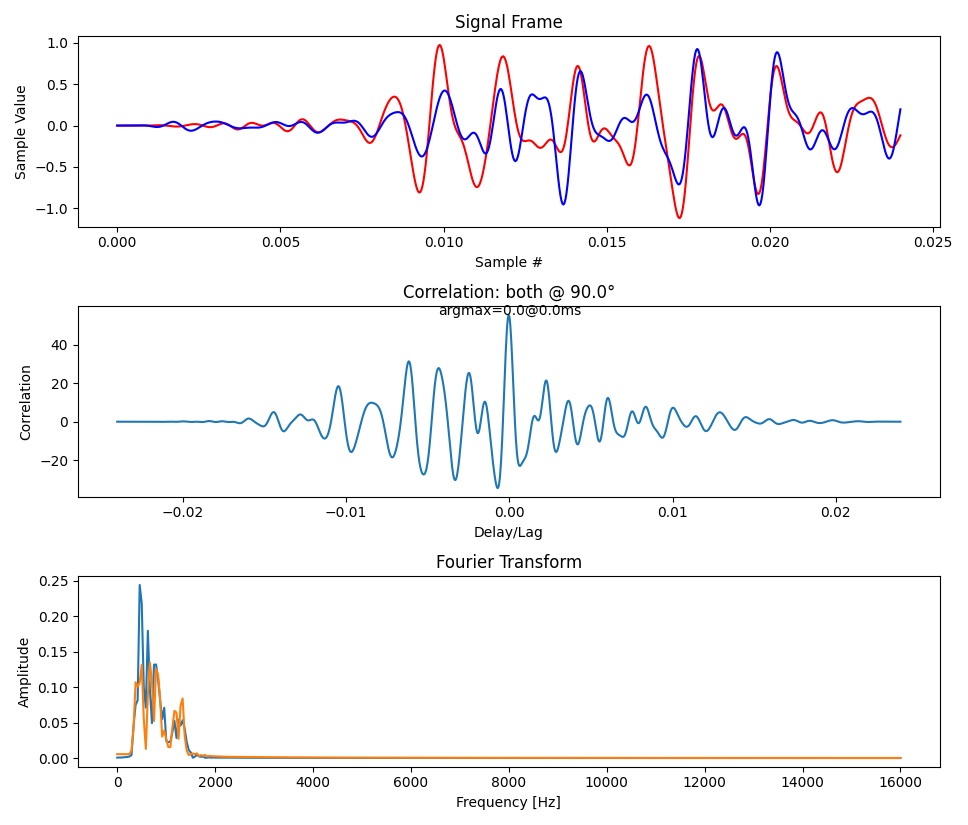 Signal Frame
1.0
0.5
0.0
−0.5
−1.0
Sample Value
0.000 0.005 0.010 0.015 0.020 0.025
Sample #
Correlation: both @ 90.0°
argmax=0.0@0.0ms
40
20
0
−20
Correlation
−0.02 −0.01 0.00 0.01 0.02
Delay/Lag
Fourier Transform
0.25
0.20
0.15
0.10
0.05
0.00
Amplitude
0 2000 4000 6000 8000 10000 12000 14000 16000
Frequency [Hz]